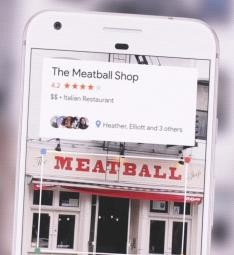 The Meatball Shop
4.2
$$ • Italian Restaurant
Heather, Elliott and 3 others
MEATBALL